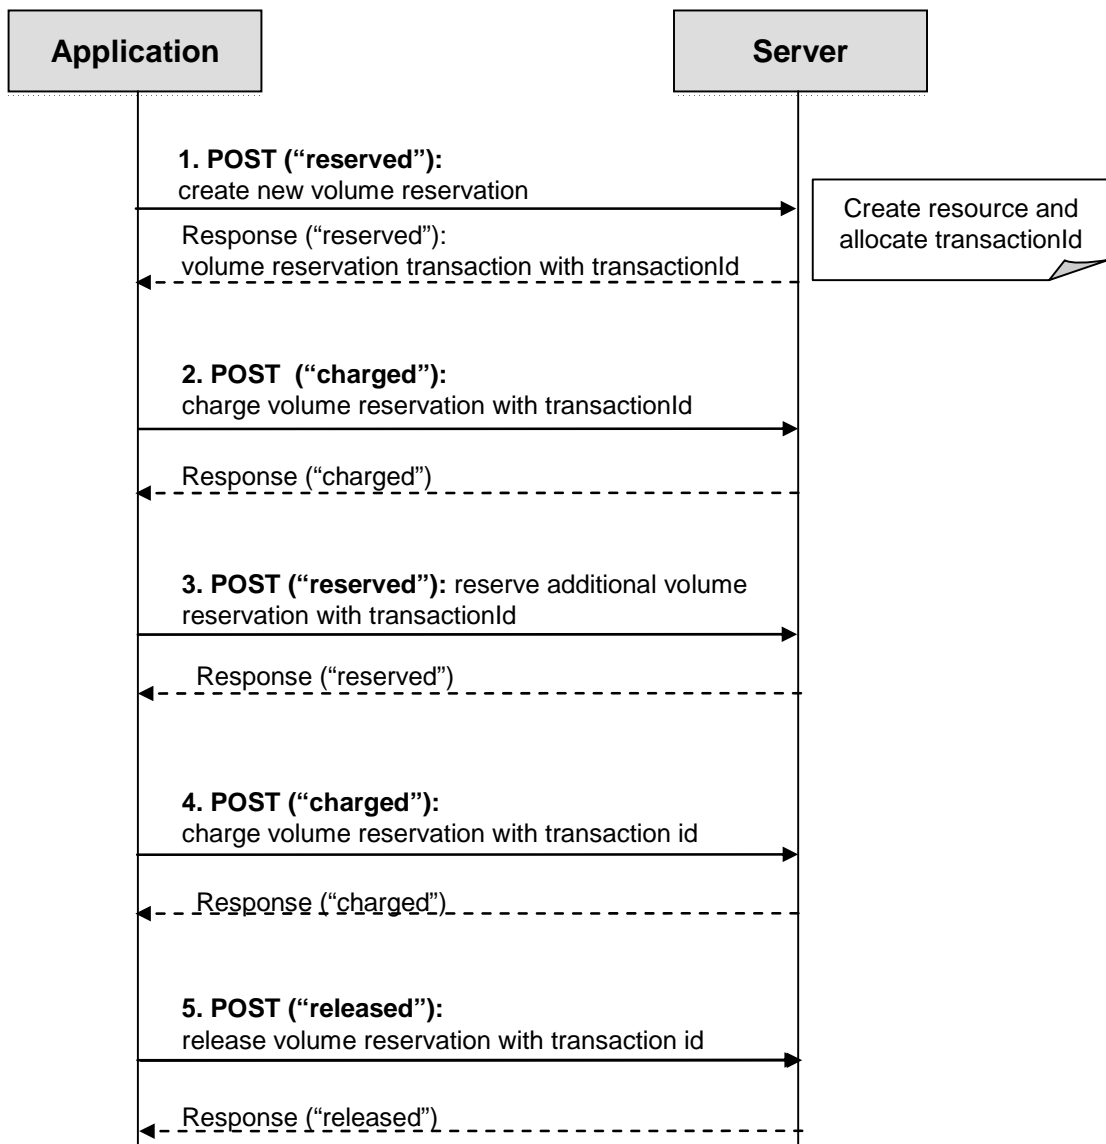 Application
Server
1. POST (“reserved”):
create new volume reservation
Create resource and
allocate transactionId
Response (“reserved”):
volume reservation transaction with transactionId
2. POST  (“charged”):
charge volume reservation with transactionId
Response (“charged”)
3. POST (“reserved”): reserve additional volume
reservation with transactionId
Response (“reserved”)
4. POST (“charged”):
charge volume reservation with transaction id
Response (“charged”)
5. POST (“released”):
release volume reservation with transaction id
Response (“released”)